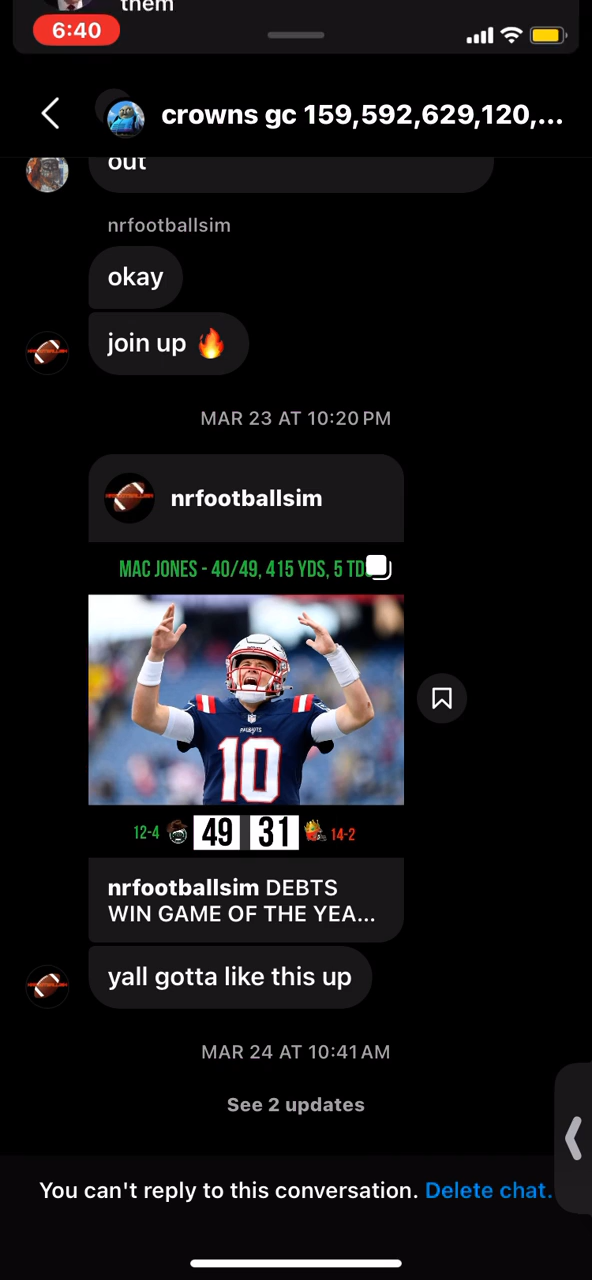 them
6:40
crowns gc 159,592,629,120,...
out
nrfootballsim
okay
join up 🔥
MAR 23 AT 10:20 PM
nrfootballsim
MAC JONES - 40/49, 415 YDS, 5 TD
PATRIOTS
10
12-4 49 31 14-2
nrfootballsim DEBTS
WIN GAME OF THE YEA...
yall gotta like this up
MAR 24 AT 10:41 AM
See 2 updates
You can't reply to this conversation. Delete chat.